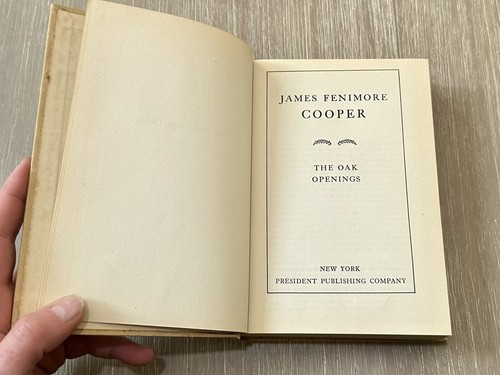 JAMES FENIMORE
COOPER
THE OAK
OPENINGS
NEW YORK
PRESIDENT PUBLISHING COMPANY